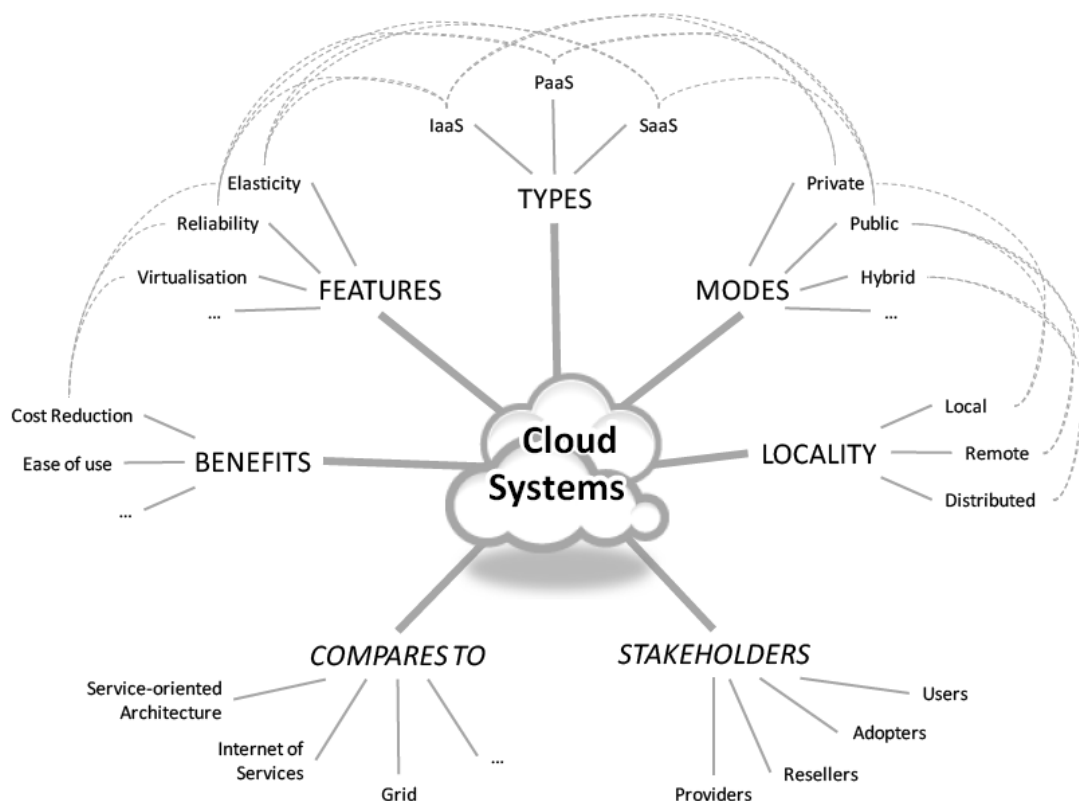 PaaS
IaaS
SaaS
TYPES
Elasticity
Reliability
Virtualisation
...
FEATURES
Private
Public
Hybrid
...
MODES
Cost Reduction
Ease of use
...
BENEFITS
Cloud
Systems
LOCALITY
Local
Remote
Distributed
COMPARES TO
Service-oriented
Architecture
Internet of
Services
Grid
...
STAKEHOLDERS
Users
Adopters
Resellers
Providers